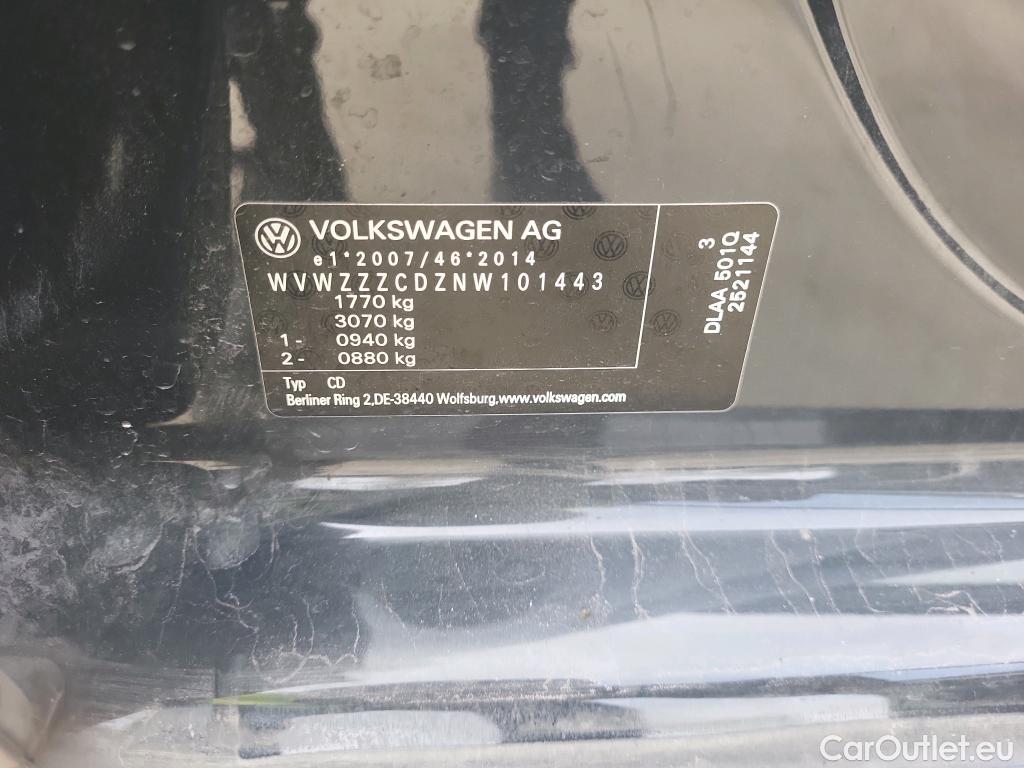 VOLKSWAGEN AG
e1*2007/46*2014
WVWZZZCDZNW101443
1770 kg
3070 kg
1- 0940 kg
2- 0880 kg
Typ CD
Berliner Ring 2,DE-38440 Wolfsburg,www.volkswagen.com
3
DLAA 501Q
2521144
CarOutlet.eu